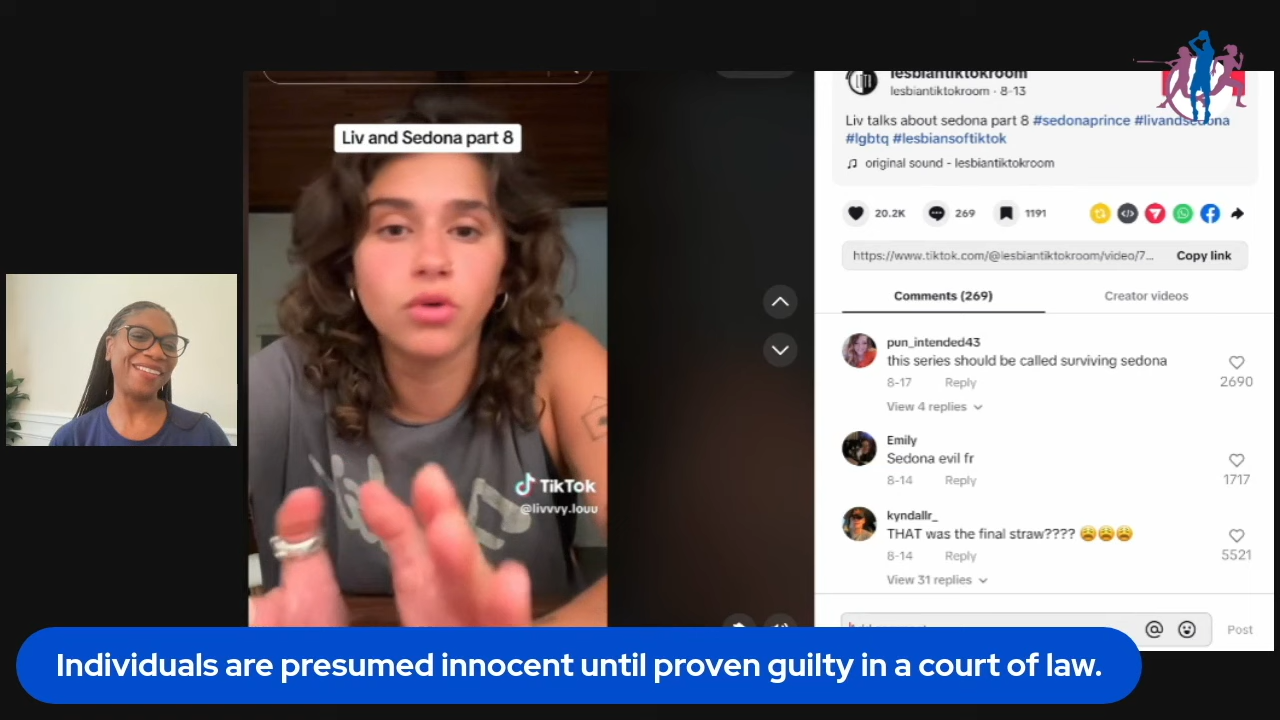 Liv and Sedona part 8
TikTok
@livvvy.louu
lesbiantiktokroom
lesbiantiktokroom · 8-13
Liv talks about sedona part 8 #sedonaprince #livandsedona
#lgbtq #lesbiansoftiktok
original sound - lesbiantiktokroom
20.2K 269 1191
https://www.tiktok.com/@lesbiantiktokroom/video/7... Copy link
Comments (269) Creator videos
pun_intended43
this series should be called surviving sedona
2690
8-17 Reply
View 4 replies
Emily
Sedona evil fr
1717
8-14 Reply
kyndallr_
THAT was the final straw???? 😩😩😩
5521
8-14 Reply
View 31 replies
@ Post
Individuals are presumed innocent until proven guilty in a court of law.